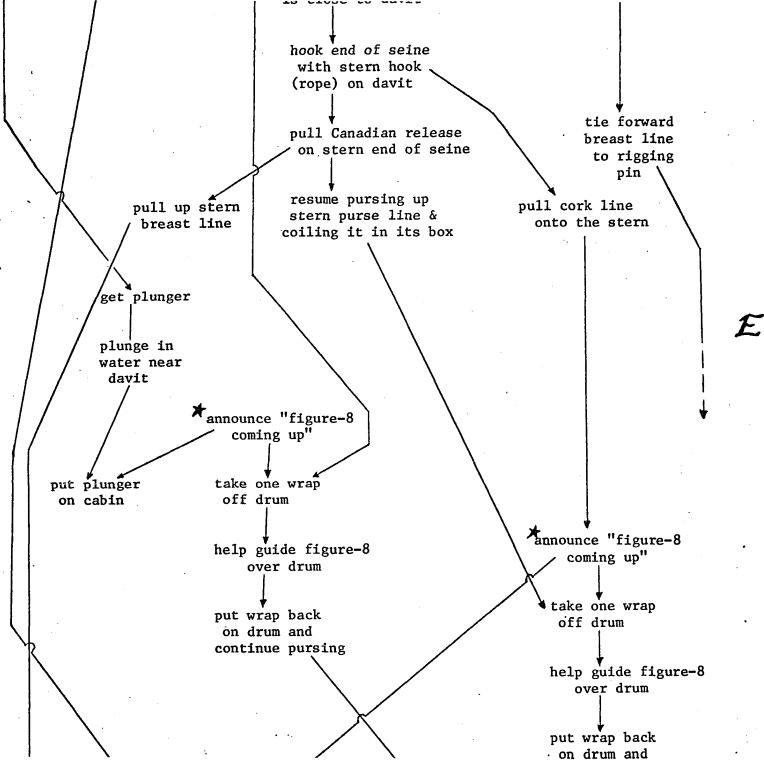 is close to davit
hook end of seine
with stern hook
(rope) on davit
tie forward
breast line
to rigging
pin
pull Canadian release
on stern end of seine
pull up stern
breast line
resume pursing up
stern purse line &
coiling it in its box
pull cork line
onto the stern
get plunger
E
plunge in
water near
davit
announce "figure-8
coming up"
put plunger
on cabin
take one wrap
off drum
help guide figure-8
over drum
put wrap back
on drum and
continue pursing
announce "figure-8
coming up"
take one wrap
off drum
help guide figure-8
over drum
put wrap back
on drum and